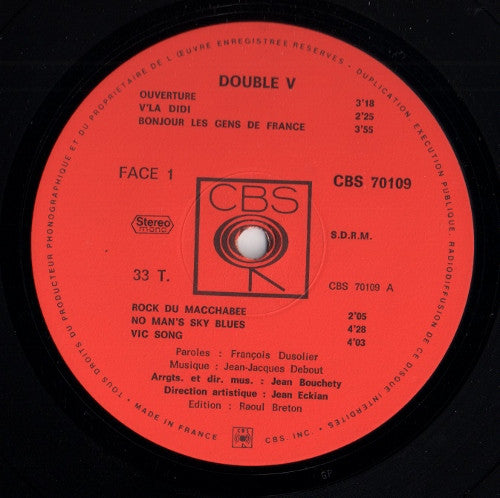 TOUS DROITS DU PRODUCTEUR PHONOGRAPHIQUE ET DU PROPRIETAIRE DE L'ŒUVRE ENREGISTREE RESERVES - DUPLICATION, EXECUTION PUBLIQUE, RADIODIFFUSION DE CE DISQUE INTERDITES •
DOUBLE V
OUVERTURE 3'18
V'LA DIDI 2'25
BONJOUR LES GENS DE FRANCE 3'55
FACE 1
CBS 70109
CBS
Stereo
mono
S.D.R.M.
33 T.
CBS 70109 A
ROCK DU MACCHABEE 2'05
NO MAN'S SKY BLUES 4'28
VIC SONG 4'03
Paroles : François Dusolier
Musique : Jean-Jacques Debout
Arrgts. et dir. mus. : Jean Bouchety
Direction artistique : Jean Eckian
Edition : Raoul Breton
• MADE IN FRANCE
CBS
CBS. INC. •